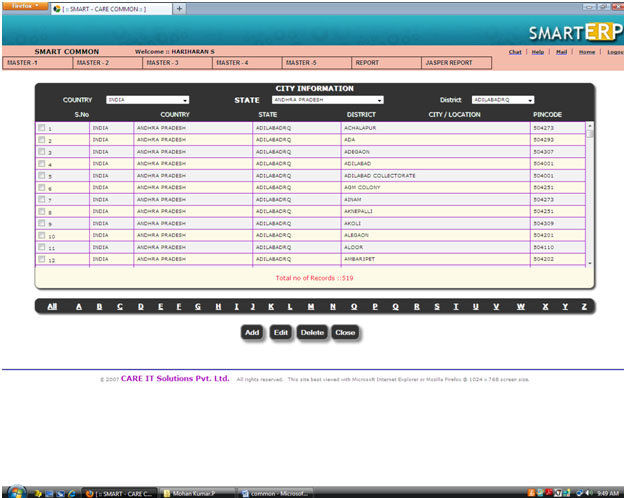 Firefox
[ :: SMART - CARE COMMON :: ]
+
SMARTERP
SMART COMMON Welcome :: HARIHARAN S Chat | Help | Mail | Home | Logou
MASTER -1 MASTER - 2 MASTER - 3 MASTER - 4 MASTER -5 REPORT JASPER REPORT
CITY INFORMATION
COUNTRY INDIA STATE ANDHRA PRADESH District ADILABADRQ
S.No COUNTRY STATE DISTRICT CITY / LOCATION PINCODE
1 INDIA ANDHRA PRADESH ADILABADRQ ACHALAPUR 504273
2 INDIA ANDHRA PRADESH ADILABADRQ ADA 504293
3 INDIA ANDHRA PRADESH ADILABADRQ ADEGAON 504307
4 INDIA ANDHRA PRADESH ADILABADRQ ADILABAD 504001
5 INDIA ANDHRA PRADESH ADILABADRQ ADILABAD COLLECTORATE 504001
6 INDIA ANDHRA PRADESH ADILABADRQ AGM COLONY 504251
7 INDIA ANDHRA PRADESH ADILABADRQ AINAM 504273
8 INDIA ANDHRA PRADESH ADILABADRQ AKNEPALLI 504251
9 INDIA ANDHRA PRADESH ADILABADRQ AKOLI 504309
10 INDIA ANDHRA PRADESH ADILABADRQ ALEGAON 504201
11 INDIA ANDHRA PRADESH ADILABADRQ ALOOR 504110
12 INDIA ANDHRA PRADESH ADILABADRQ AMBARIPET 504202
Total no of Records ::519
All A B C D E F G H I J K L M N O P Q R S T U V W X Y Z
Add Edit Delete Close
© 2007 CARE IT Solutions Pvt. Ltd. All rights reserved. This site best viewed with Microsoft Internet Explorer or Mozilla Firefox @ 1024 x 768 screen size.
[ :: SMART - CARE C... Mohan Kumar.P common - Microsof... 9:49 AM